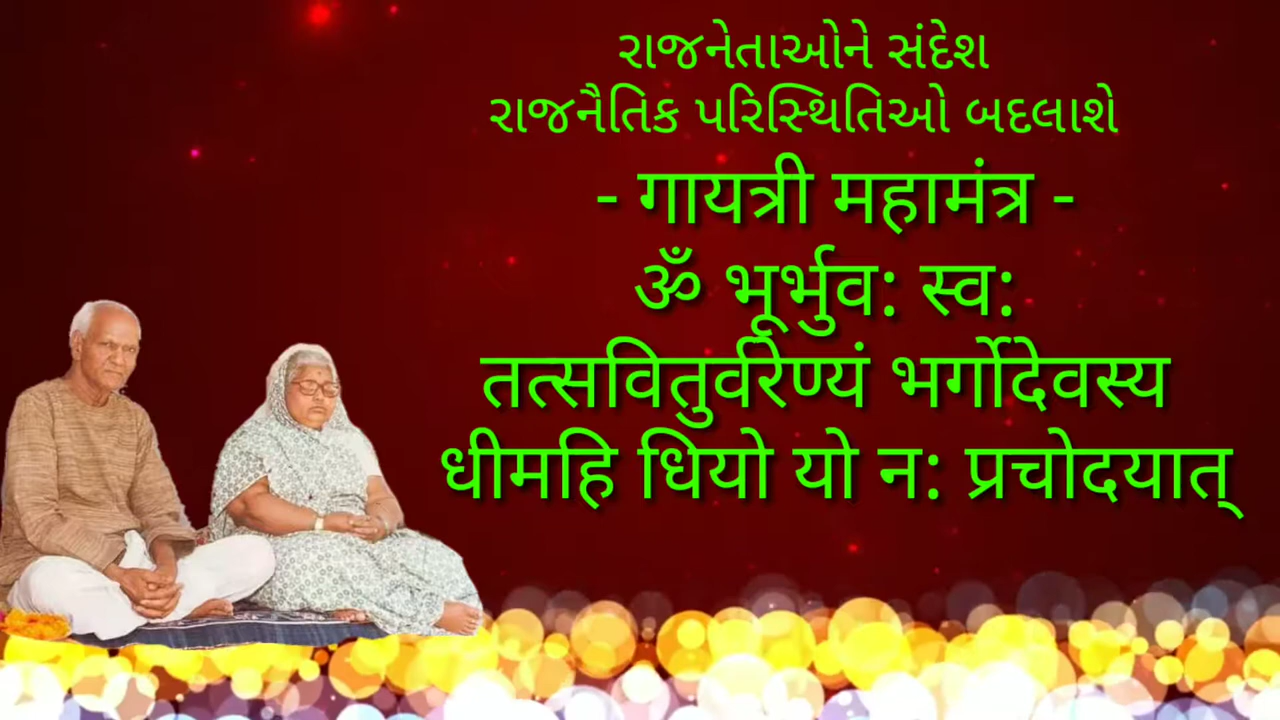 રાજનેતાઓને સંદેશ
રાજનૈતિક પરિસ્થિતિઓ બદલાશે
- गायत्री महामंत्र -
ॐ भूर्भुव: स्व:
तत्सवितुर्वरेण्यं भर्गोदेवस्य
धीमहि धियो यो न: प्रचोदयात्